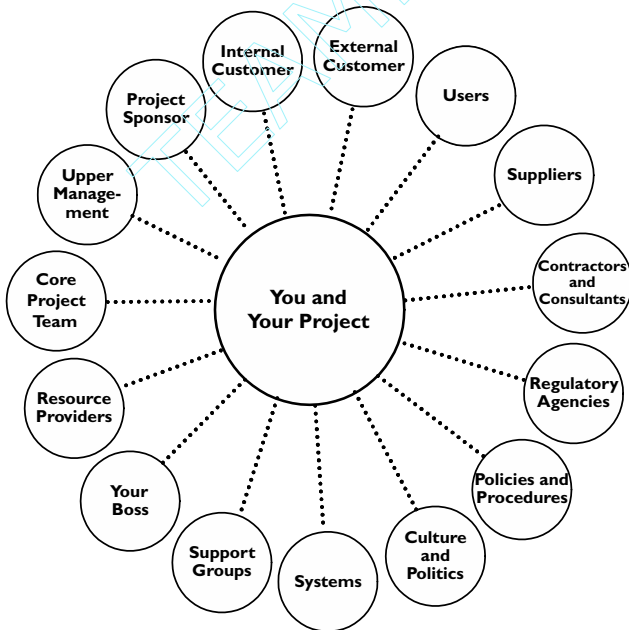 Internal
Customer
External
Customer
Users
Suppliers
Contractors
and
Consultants
Regulatory
Agencies
Policies and
Procedures
Culture
and
Politics
Systems
Support
Groups
Your
Boss
Resource
Providers
Core
Project
Team
Upper
Manage-
ment
Project
Sponsor
You and
Your Project
TEAM